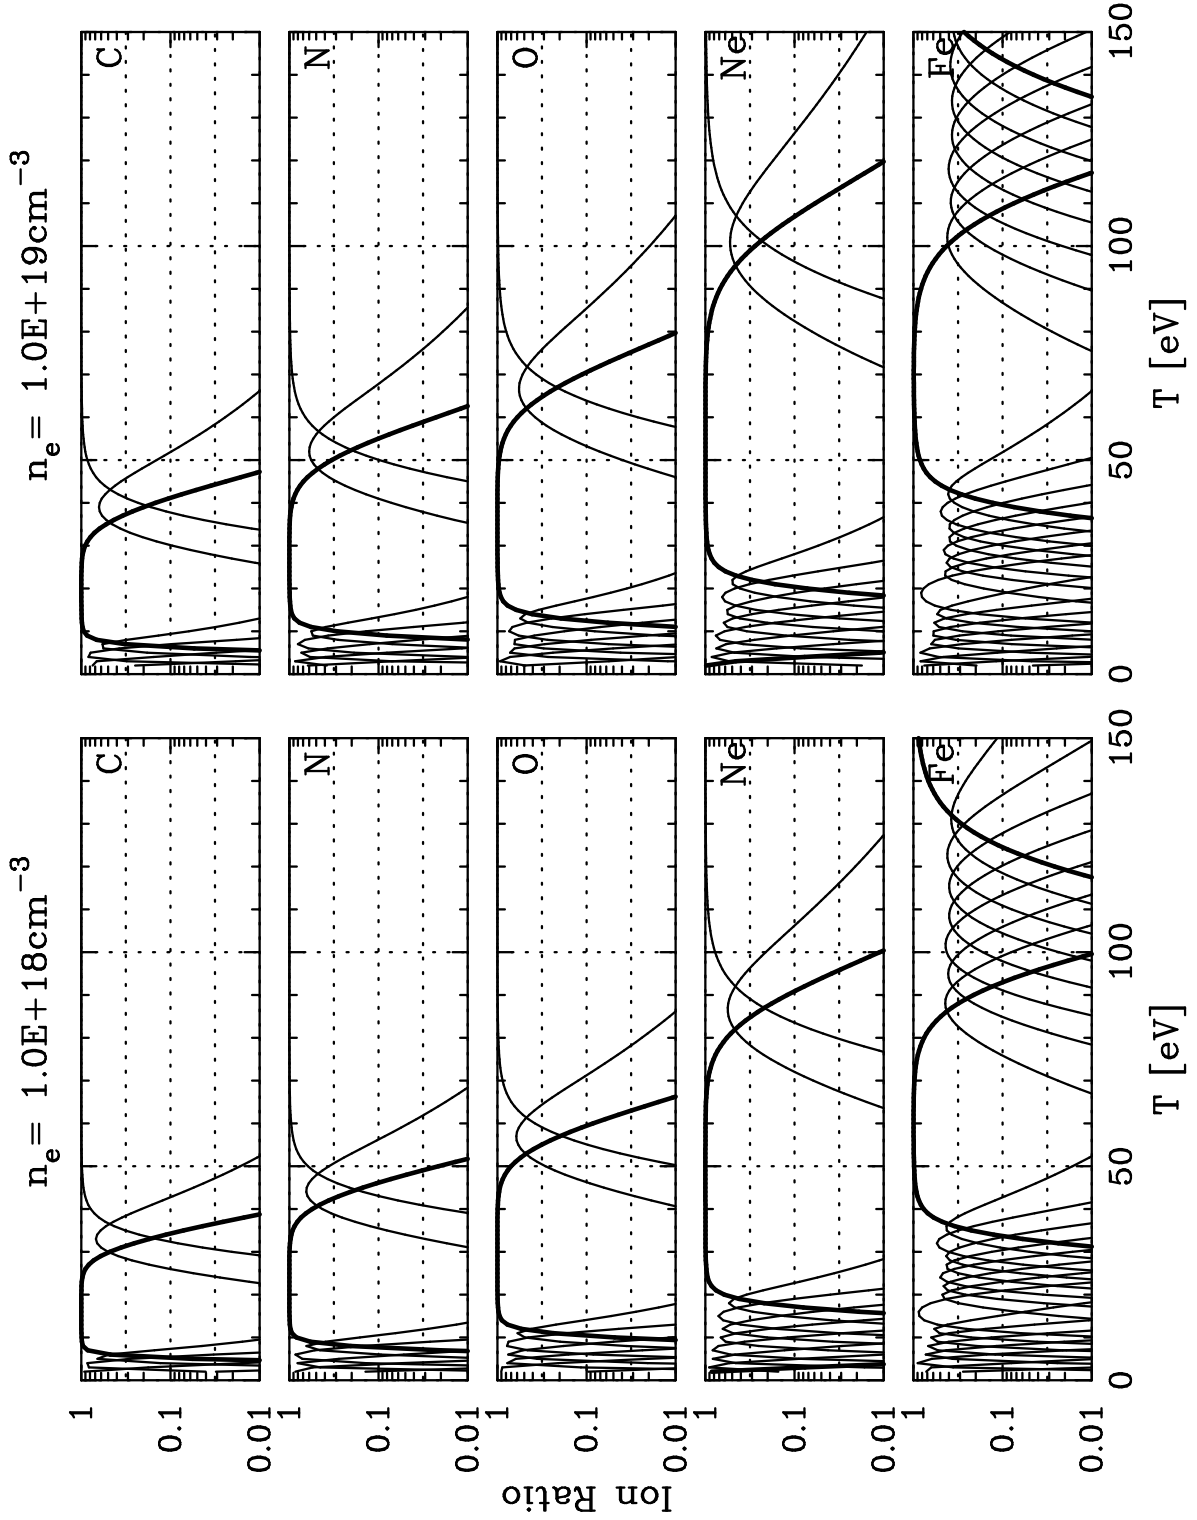 n_e= 1.0E+18cm^−3
n_e= 1.0E+19cm^−3
Ion Ratio
1
0.1
0.01
C
C
1
0.1
0.01
N
N
1
0.1
0.01
O
O
1
0.1
0.01
Ne
Ne
1
0.1
0.01
Fe
Fe
0 50 100 150
0 50 100 150
T [eV]
T [eV]